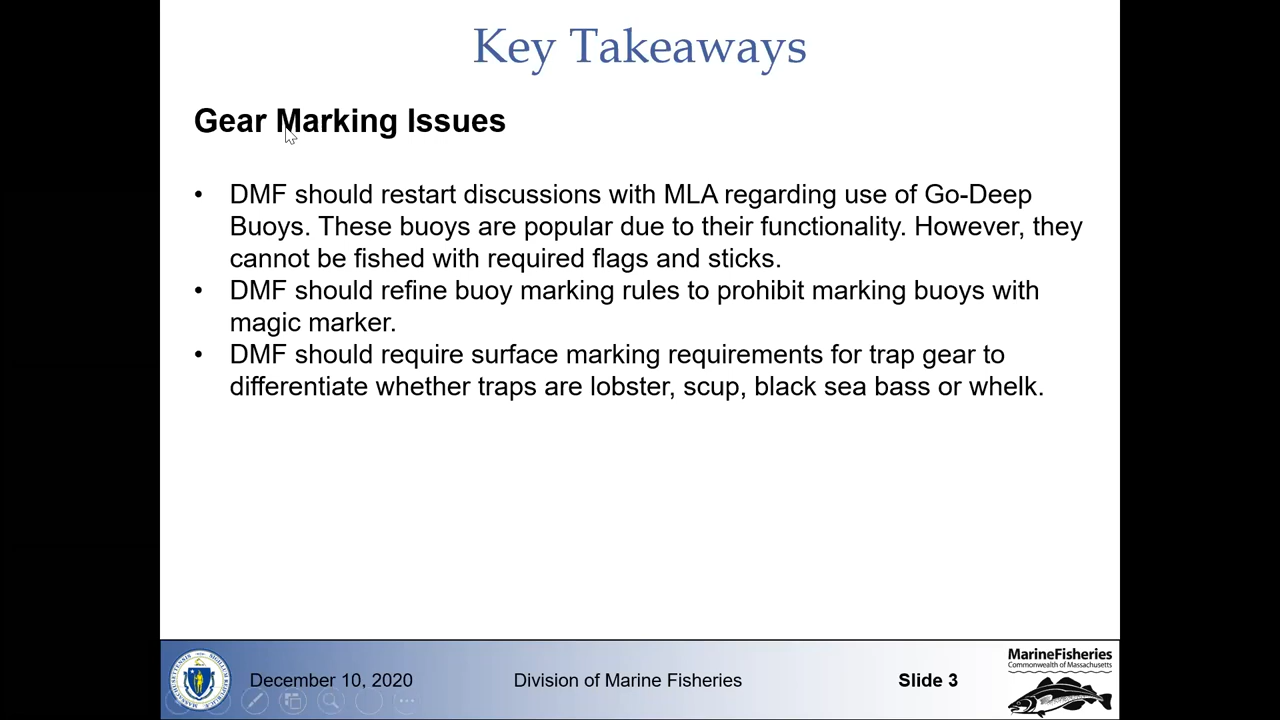 Key Takeaways
Gear Marking Issues
• DMF should restart discussions with MLA regarding use of Go-Deep
Buoys. These buoys are popular due to their functionality. However, they
cannot be fished with required flags and sticks.
• DMF should refine buoy marking rules to prohibit marking buoys with
magic marker.
• DMF should require surface marking requirements for trap gear to
differentiate whether traps are lobster, scup, black sea bass or whelk.
December 10, 2020
Division of Marine Fisheries
Slide 3
MarineFisheries
Commonwealth of Massachusetts